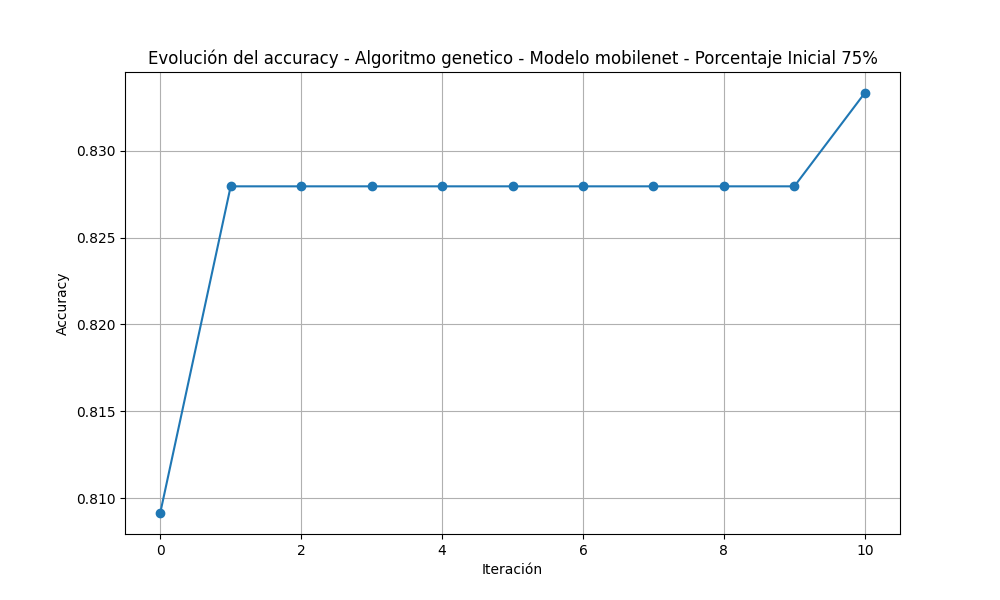 Evolución del accuracy - Algoritmo genetico - Modelo mobilenet - Porcentaje Inicial 75%
0.830
0.825
0.820
0.815
0.810
Accuracy
0 2 4 6 8 10
Iteración